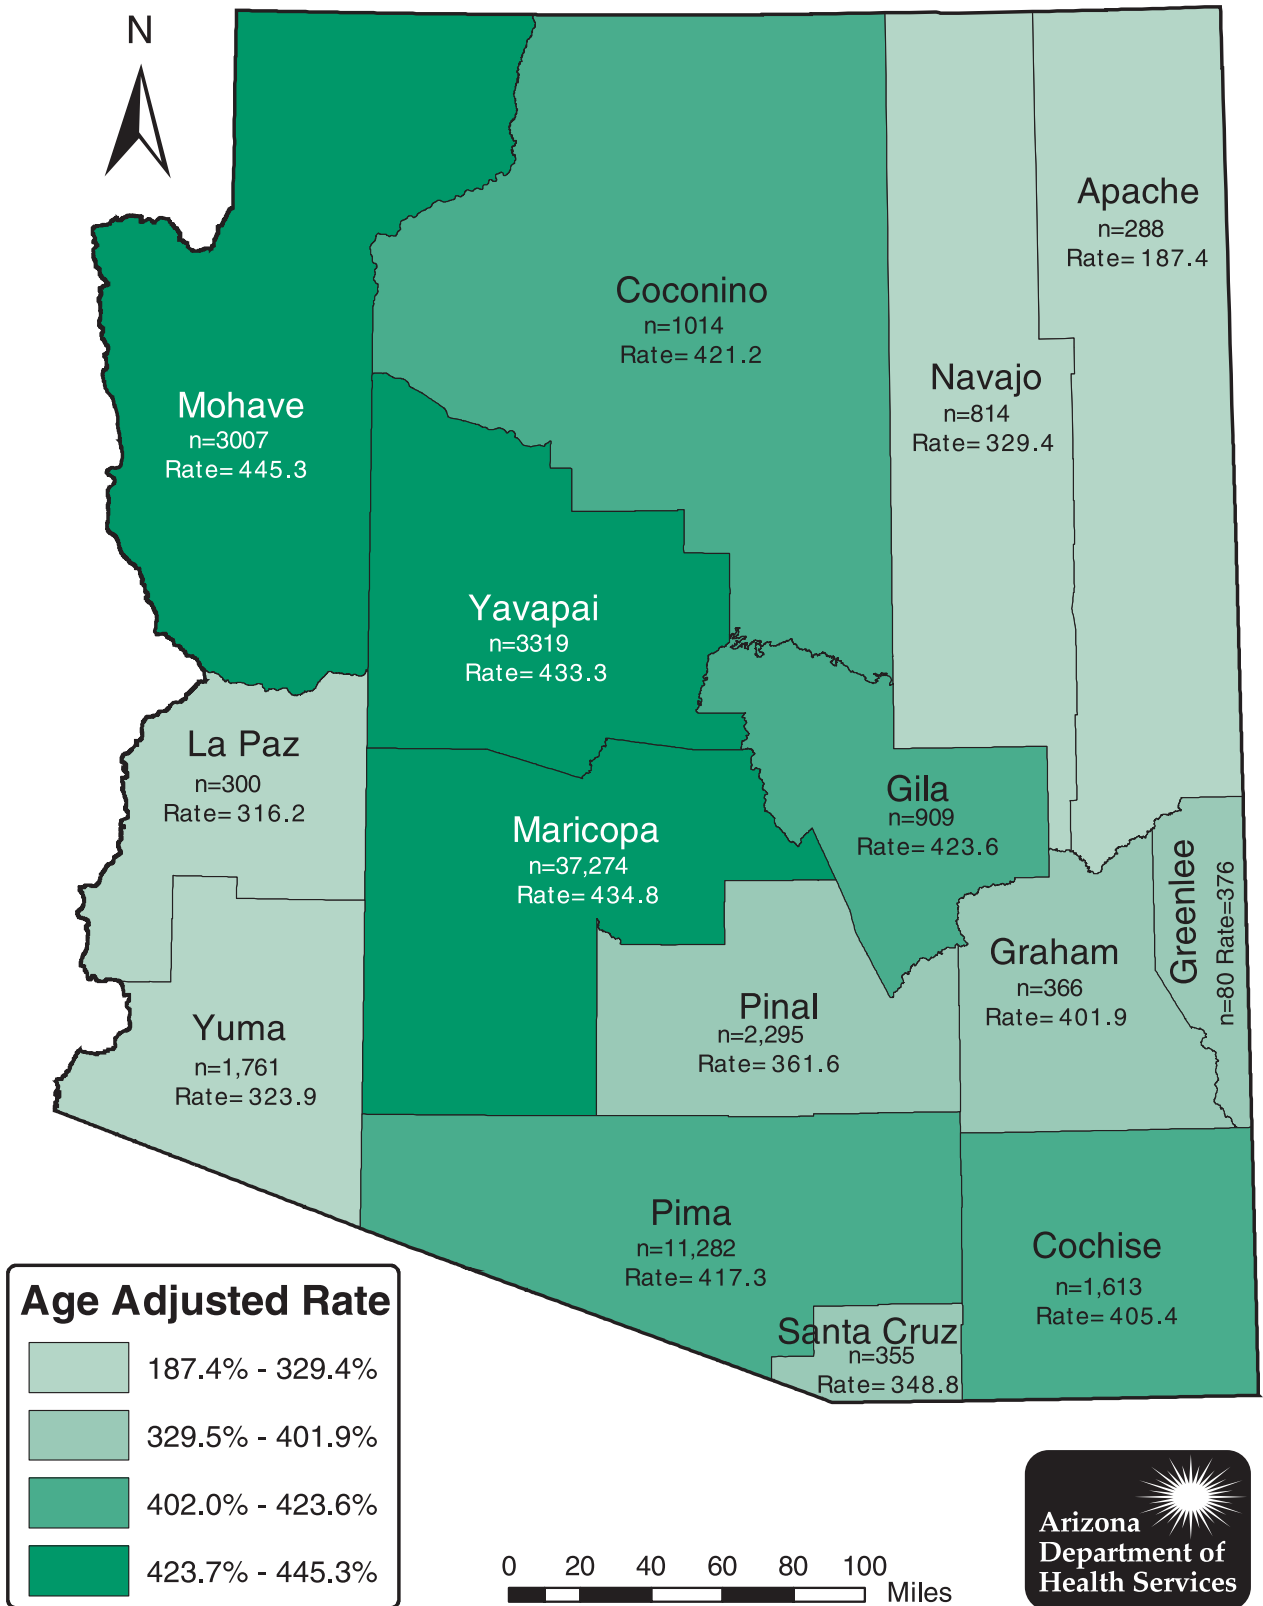 N
Apache
n=288
Rate= 187.4
Coconino
n=1014
Rate= 421.2
Navajo
n=814
Rate= 329.4
Mohave
n=3007
Rate= 445.3
Yavapai
n=3319
Rate= 433.3
La Paz
n=300
Rate= 316.2
Gila
n=909
Rate= 423.6
Maricopa
n=37,274
Rate= 434.8
Greenlee
n=80 Rate=376
Graham
n=366
Rate= 401.9
Pinal
n=2,295
Rate= 361.6
Yuma
n=1,761
Rate= 323.9
Pima
n=11,282
Rate= 417.3
Cochise
n=1,613
Rate= 405.4
Santa Cruz
n=355
Rate= 348.8
Age Adjusted Rate
187.4% - 329.4%
329.5% - 401.9%
402.0% - 423.6%
423.7% - 445.3%
0 20 40 60 80 100
Miles
Arizona
Department of
Health Services